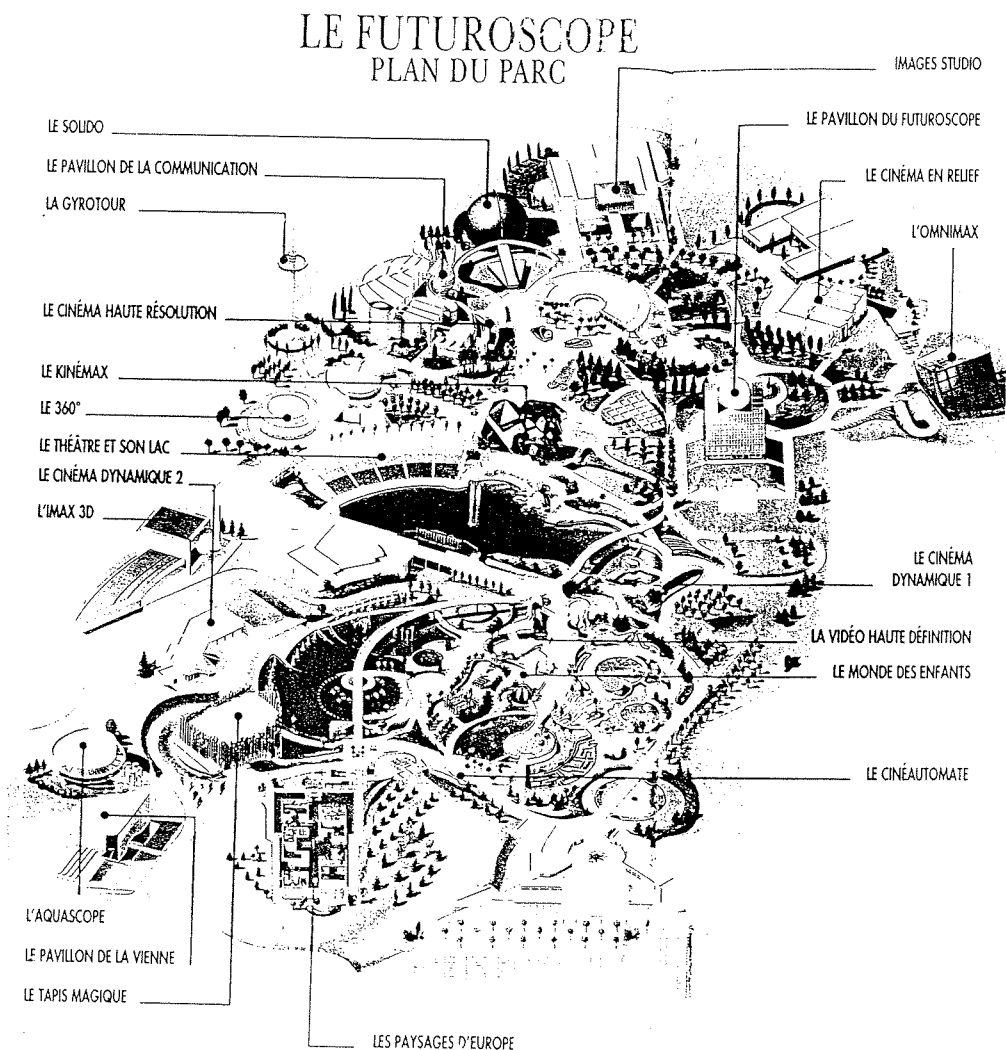 LE FUTUROSCOPE
PLAN DU PARC
IMAGES STUDIO
LE SOLIDO
LE PAVILLON DU FUTUROSCOPE
LE PAVILLON DE LA COMMUNICATION
LE CINÉMA EN RELIEF
LA GYROTOUR
L'OMNIMAX
LE CINÉMA HAUTE RÉSOLUTION
LE KINÉMAX
LE 360°
LE THÉÂTRE ET SON LAC
LE CINÉMA DYNAMIQUE 2
L'IMAX 3D
LE CINÉMA
DYNAMIQUE 1
LA VIDÉO HAUTE DÉFINITION
LE MONDE DES ENFANTS
LE CINÉAUTOMATE
L'AQUASCOPE
LE PAVILLON DE LA VIENNE
LE TAPIS MAGIQUE
LES PAYSAGES D'EUROPE